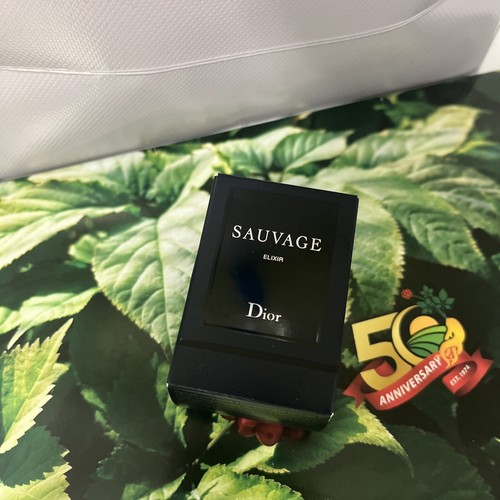 SAUVAGE
ELIXIR
Dior
50
ANNIVERSARY
EST. 1974